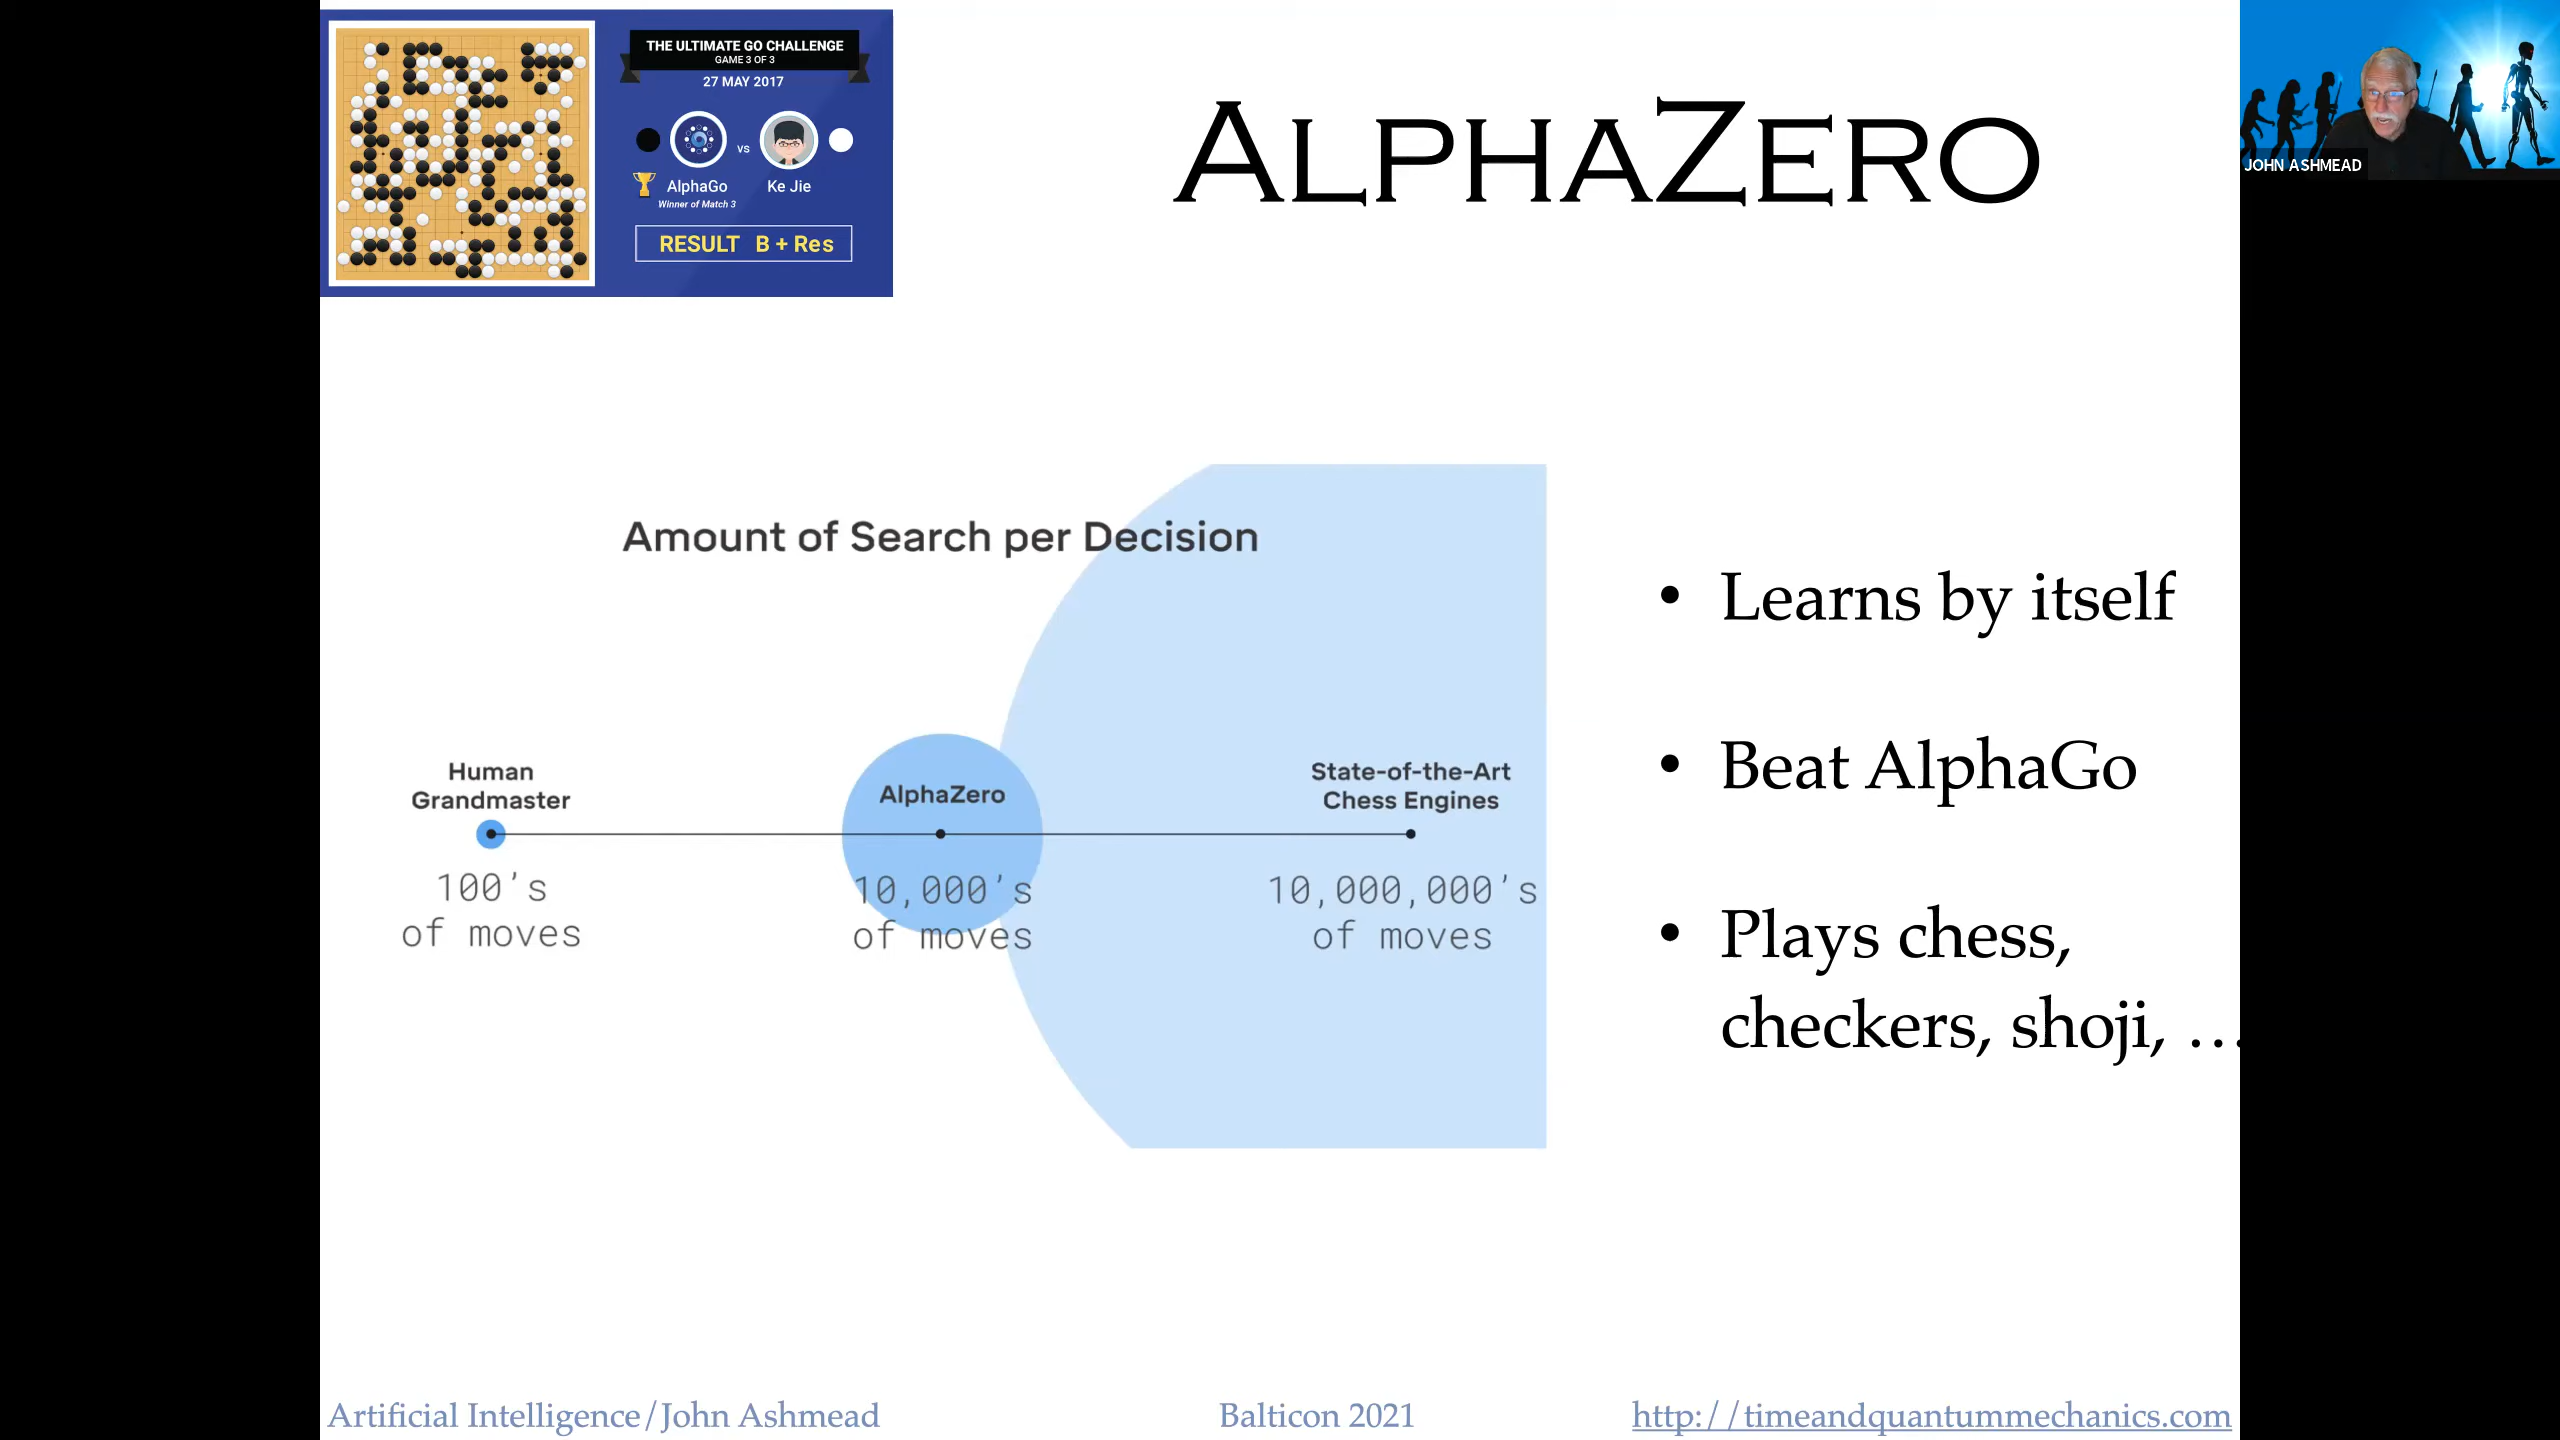 THE ULTIMATE GO CHALLENGE
GAME 3 OF 3
27 MAY 2017
vs
AlphaGo
Ke Jie
Winner of Match 3
RESULT B + Res
ALPHAZERO
JOHN ASHMEAD
Amount of Search per Decision
Human
Grandmaster
100's
of moves
AlphaZero
10,000's
of moves
State-of-the-Art
Chess Engines
10,000,000's
of moves
• Learns by itself
• Beat AlphaGo
• Plays chess,
checkers, shoji, …
Artificial Intelligence/John Ashmead
Balticon 2021
http://timeandquantummechanics.com